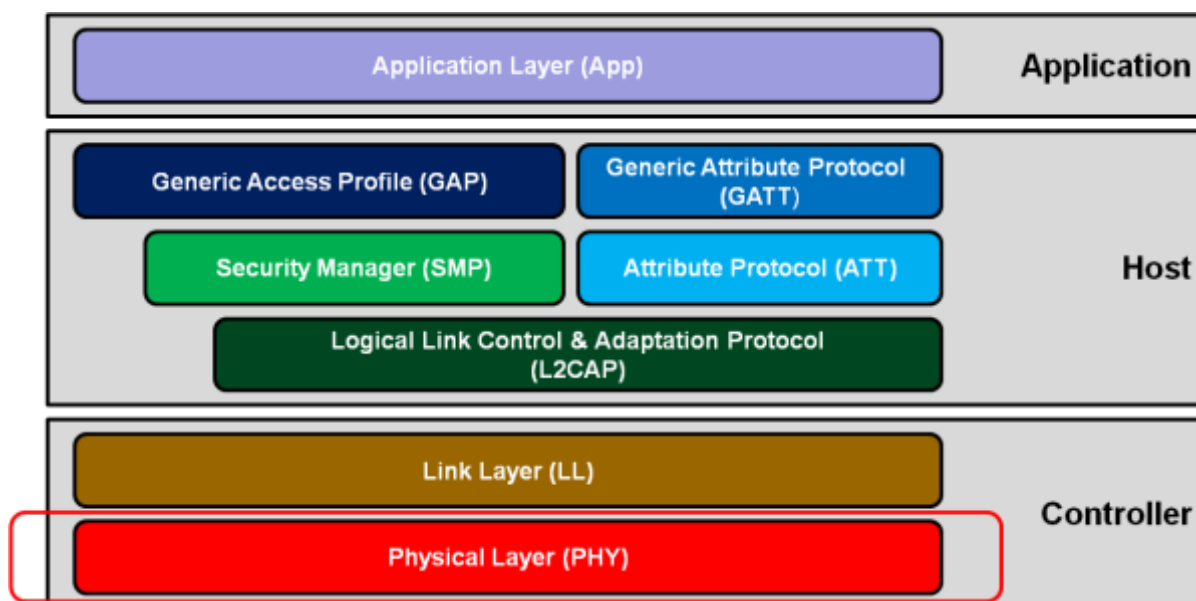 Application Layer (App)
Application
Generic Access Profile (GAP)
Generic Attribute Protocol
(GATT)
Security Manager (SMP)
Attribute Protocol (ATT)
Host
Logical Link Control & Adaptation Protocol
(L2CAP)
Link Layer (LL)
Controller
Physical Layer (PHY)